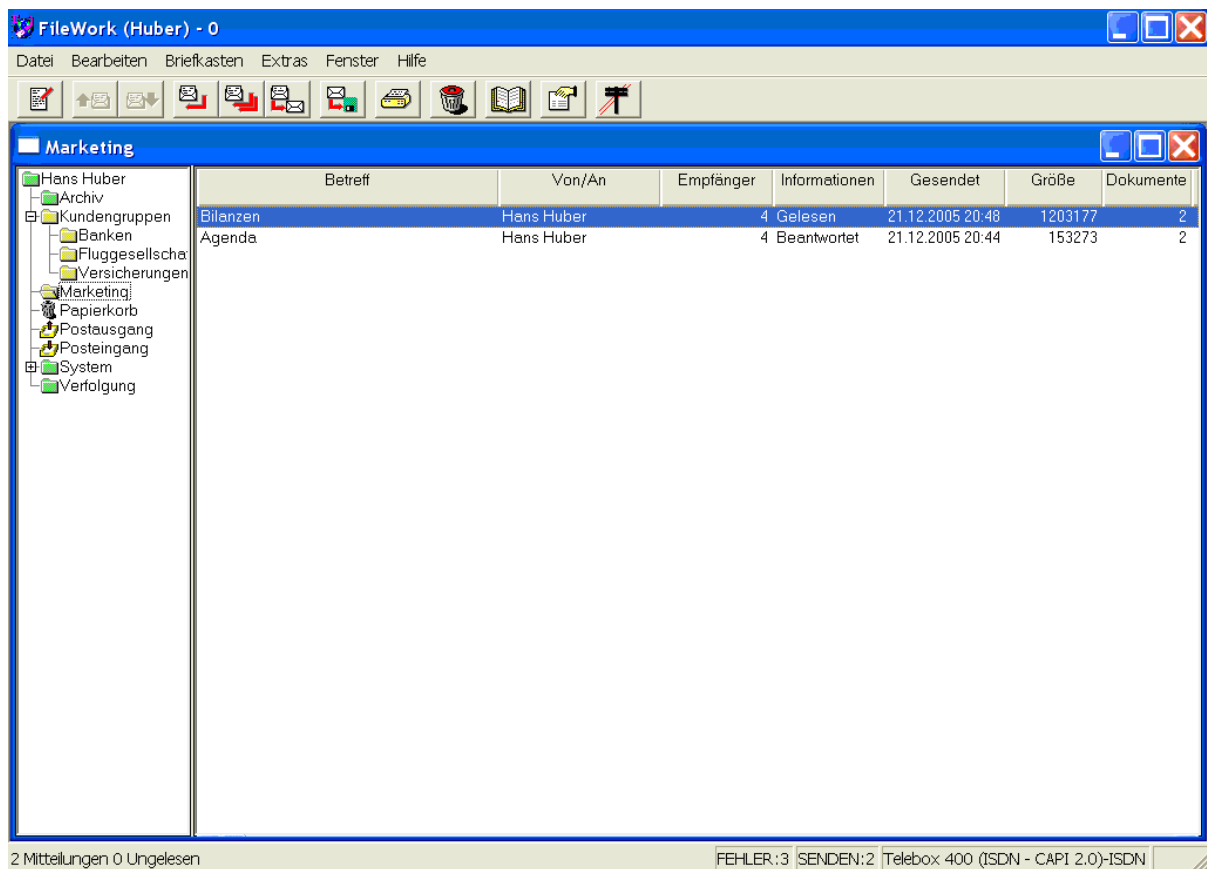 FileWork (Huber) - 0
Datei Bearbeiten Briefkasten Extras Fenster Hilfe
Marketing
Hans Huber
Archiv
Kundengruppen
Banken
Fluggesellscha
Versicherungen
Marketing
Papierkorb
Postausgang
Posteingang
System
Verfolgung
Betreff Von/An Empfänger Informationen Gesendet Größe Dokumente
Bilanzen Hans Huber 4 Gelesen 21.12.2005 20:48 1203177 2
Agenda Hans Huber 4 Beantwortet 21.12.2005 20:44 153273 2
2 Mitteilungen 0 Ungelesen FEHLER:3 SENDEN:2 Telebox 400 (ISDN - CAPI 2.0)-ISDN